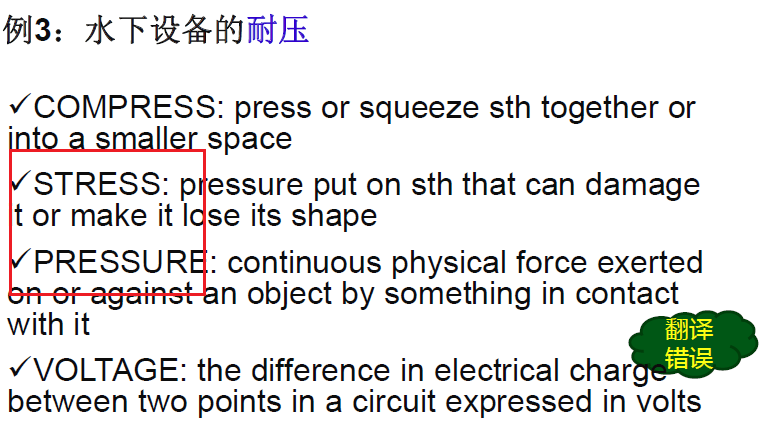 例3：水下设备的耐压
✓COMPRESS: press or squeeze sth together or
into a smaller space
✓STRESS: pressure put on sth that can damage
it or make it lose its shape
✓PRESSURE: continuous physical force exerted
on or against an object by something in contact
with it
翻译
错误
✓VOLTAGE: the difference in electrical charge
between two points in a circuit expressed in volts